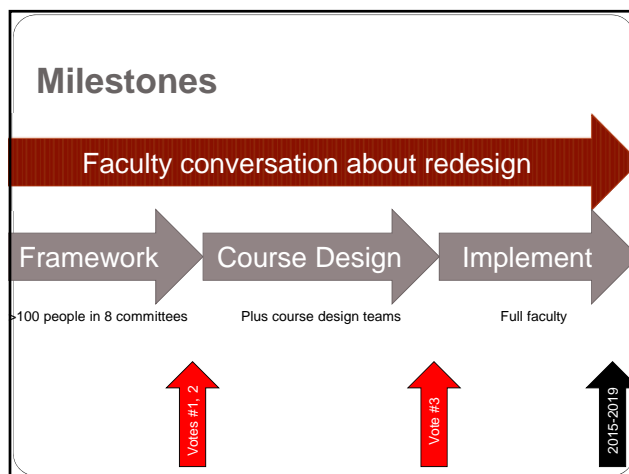 Milestones
Faculty conversation about redesign
Framework
Course Design
Implement
>100 people in 8 committees
Plus course design teams
Full faculty
Votes #1, 2
Vote #3
2015-2019